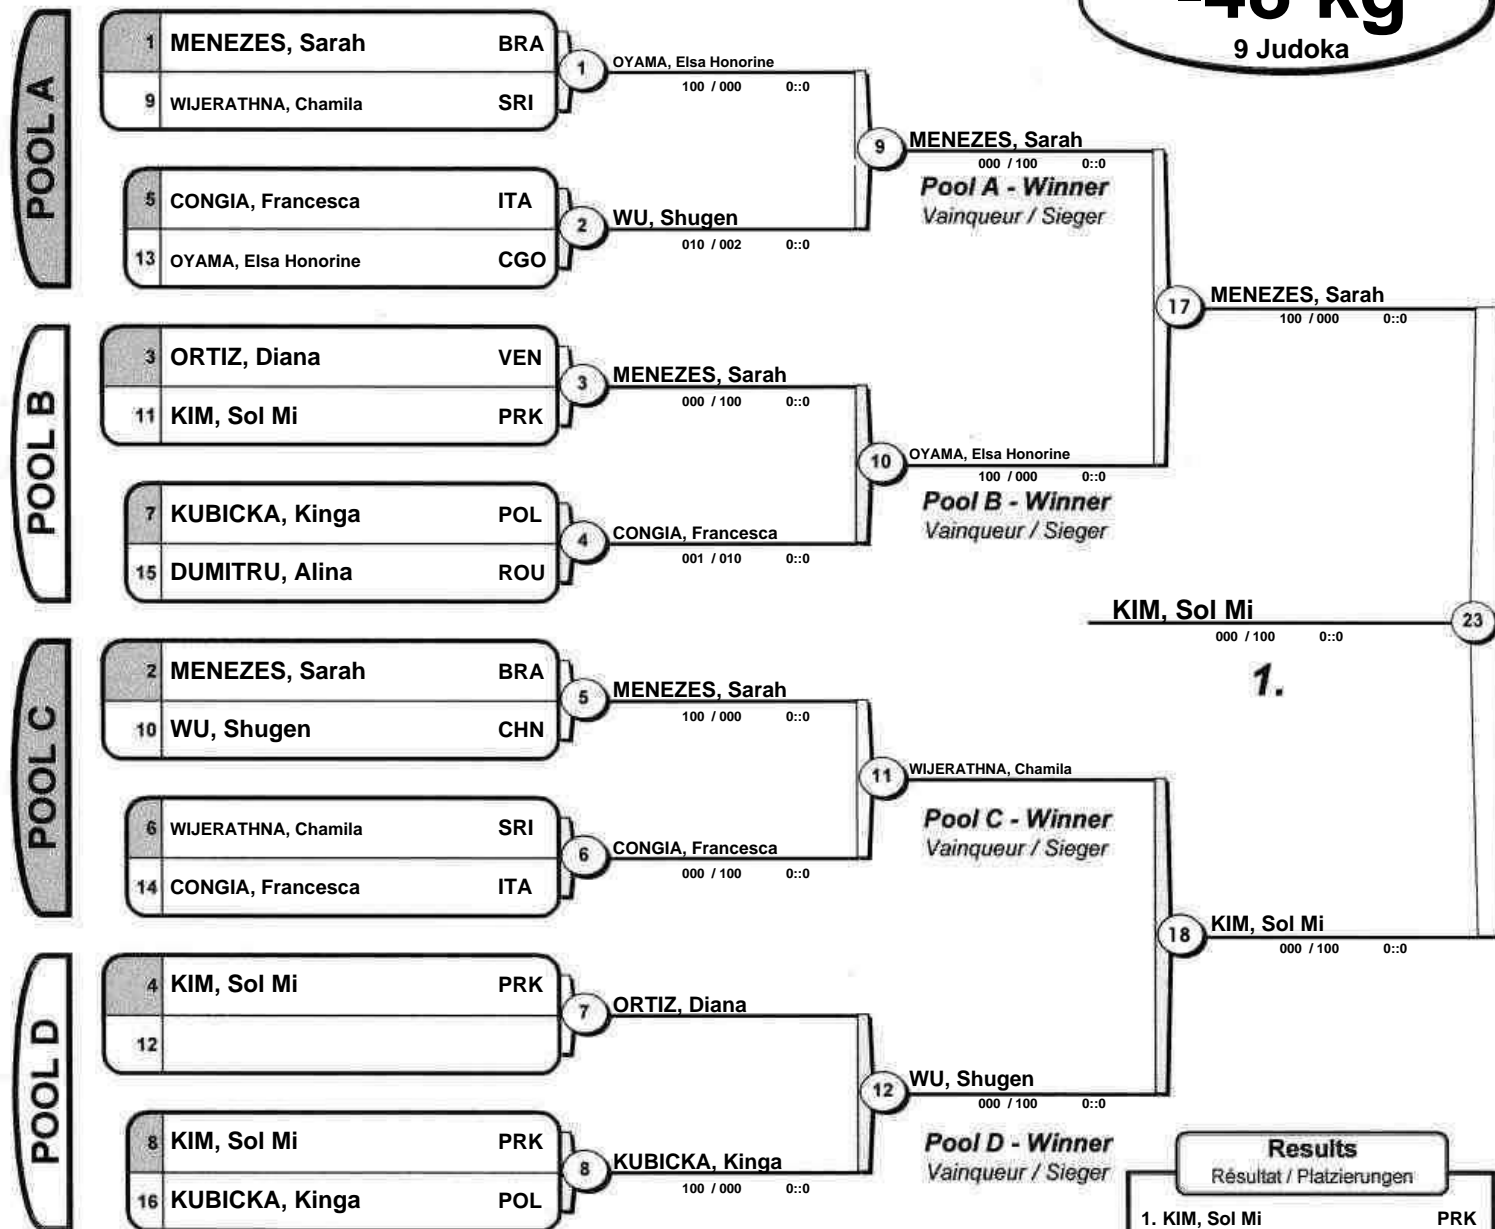 -48 kg
9 Judoka
POOL A
1 MENEZES, Sarah BRA
9 WIJERATHNA, Chamila SRI
1 OYAMA, Elsa Honorine
100 / 000 0::0
5 CONGIA, Francesca ITA
13 OYAMA, Elsa Honorine CGO
2 WU, Shugen
010 / 002 0::0
9 MENEZES, Sarah
000 / 100 0::0
Pool A - Winner
Vainqueur / Sieger
17 MENEZES, Sarah
100 / 000 0::0
POOL B
3 ORTIZ, Diana VEN
11 KIM, Sol Mi PRK
3 MENEZES, Sarah
000 / 100 0::0
7 KUBICKA, Kinga POL
15 DUMITRU, Alina ROU
4 CONGIA, Francesca
001 / 010 0::0
10 OYAMA, Elsa Honorine
100 / 000 0::0
Pool B - Winner
Vainqueur / Sieger
KIM, Sol Mi 23
000 / 100 0::0
1.
POOL C
2 MENEZES, Sarah BRA
10 WU, Shugen CHN
5 MENEZES, Sarah
100 / 000 0::0
6 WIJERATHNA, Chamila SRI
14 CONGIA, Francesca ITA
6 CONGIA, Francesca
000 / 100 0::0
11 WIJERATHNA, Chamila
Pool C - Winner
Vainqueur / Sieger
18 KIM, Sol Mi
000 / 100 0::0
POOL D
4 KIM, Sol Mi PRK
12
7 ORTIZ, Diana
8 KIM, Sol Mi PRK
16 KUBICKA, Kinga POL
8 KUBICKA, Kinga
100 / 000 0::0
12 WU, Shugen
000 / 100 0::0
Pool D - Winner
Vainqueur / Sieger
Results
Résultat / Platzierungen
1. KIM, Sol Mi PRK